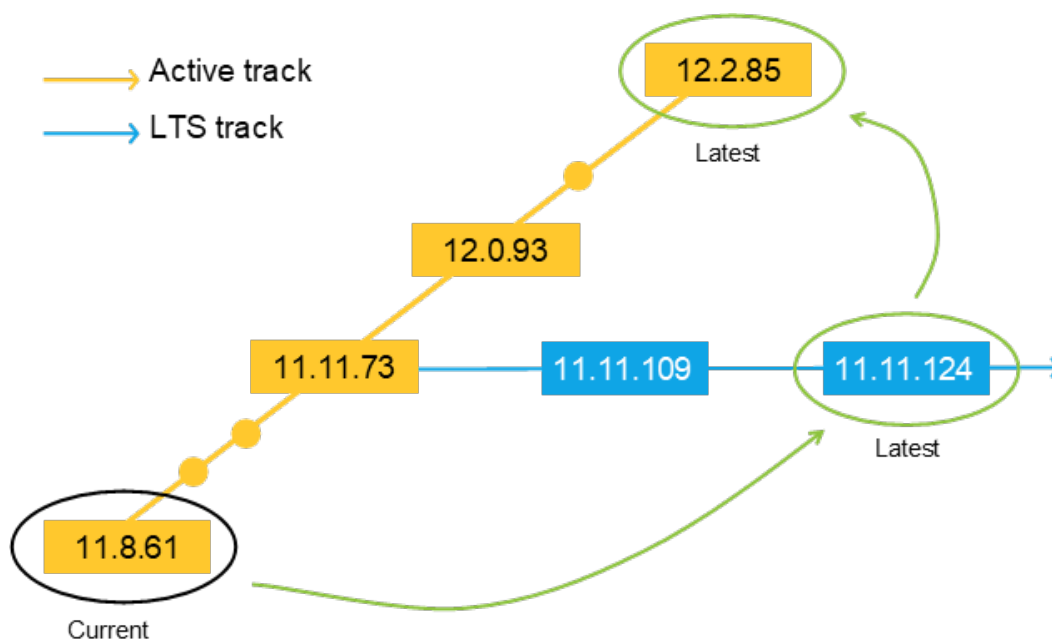 Active track
LTS track
12.2.85
Latest
12.0.93
11.11.73
11.11.109
11.11.124
Latest
11.8.61
Current